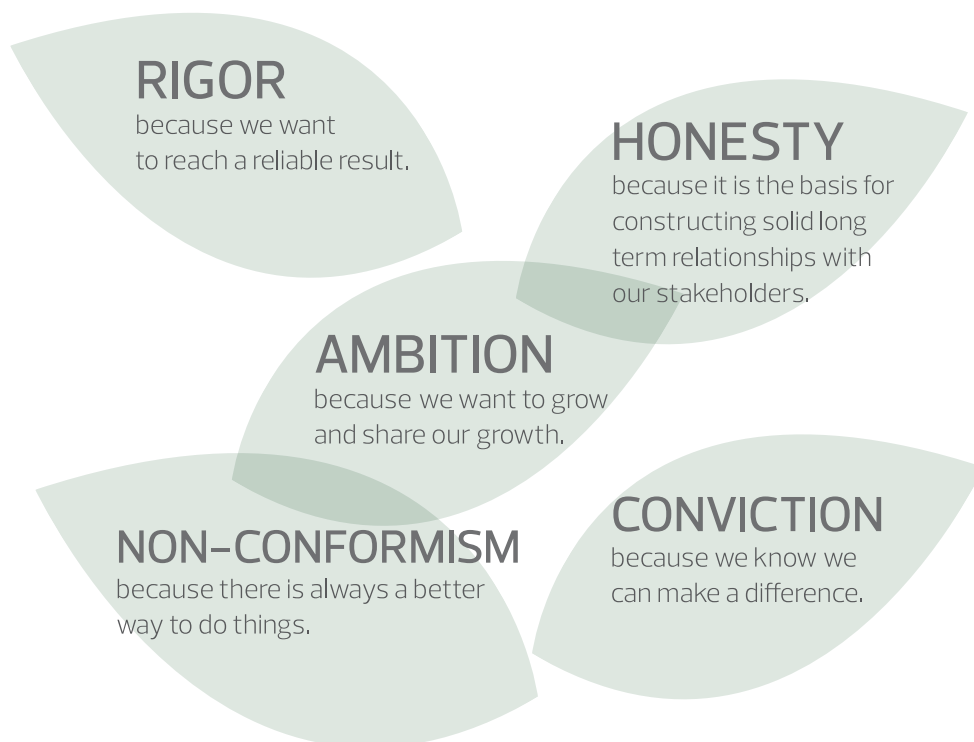 RIGOR
because we want
to reach a reliable result.
HONESTY
because it is the basis for
constructing solid long
term relationships with
our stakeholders.
AMBITION
because we want to grow
and share our growth.
NON–CONFORMISM
because there is always a better
way to do things.
CONVICTION
because we know we
can make a difference.